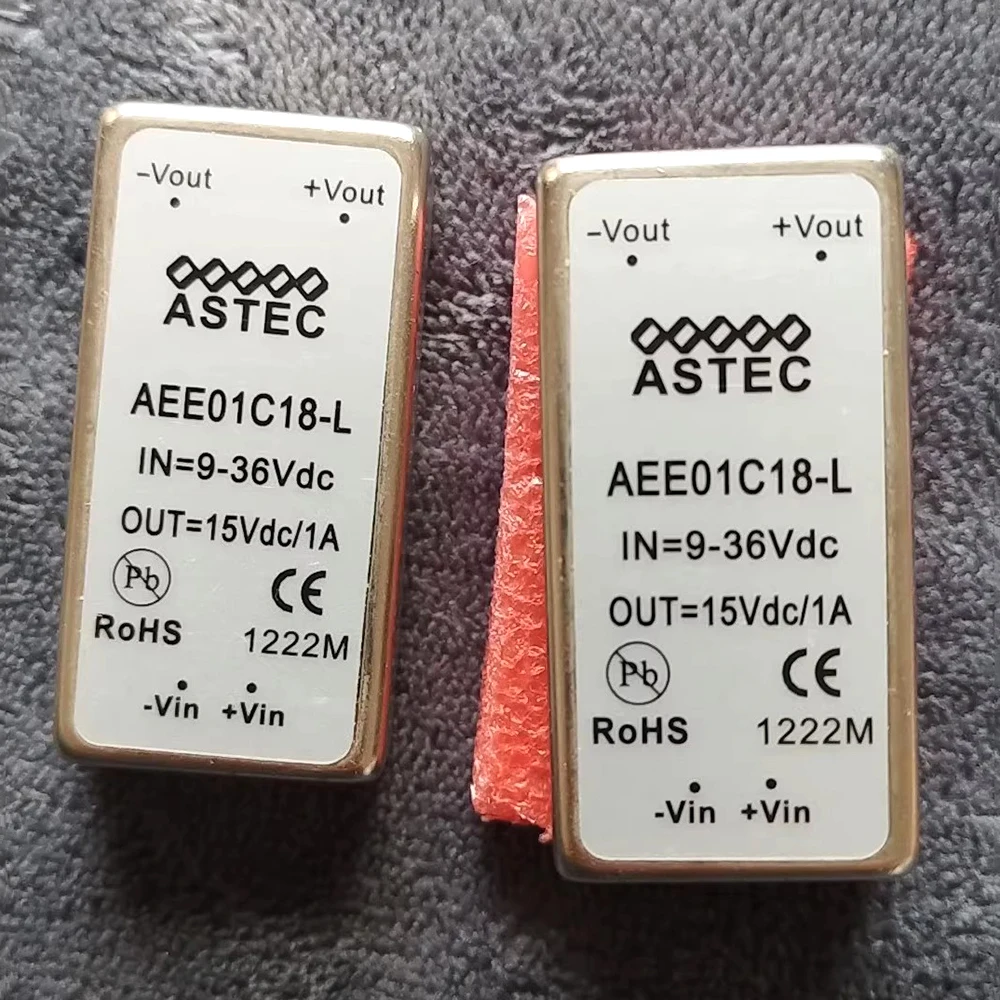 -Vout +Vout
ASTEC
AEE01C18-L
IN=9-36Vdc
OUT=15Vdc/1A
Pb CE
RoHS 1222M
-Vin +Vin
-Vout +Vout
ASTEC
AEE01C18-L
IN=9-36Vdc
OUT=15Vdc/1A
Pb CE
RoHS 1222M
-Vin +Vin